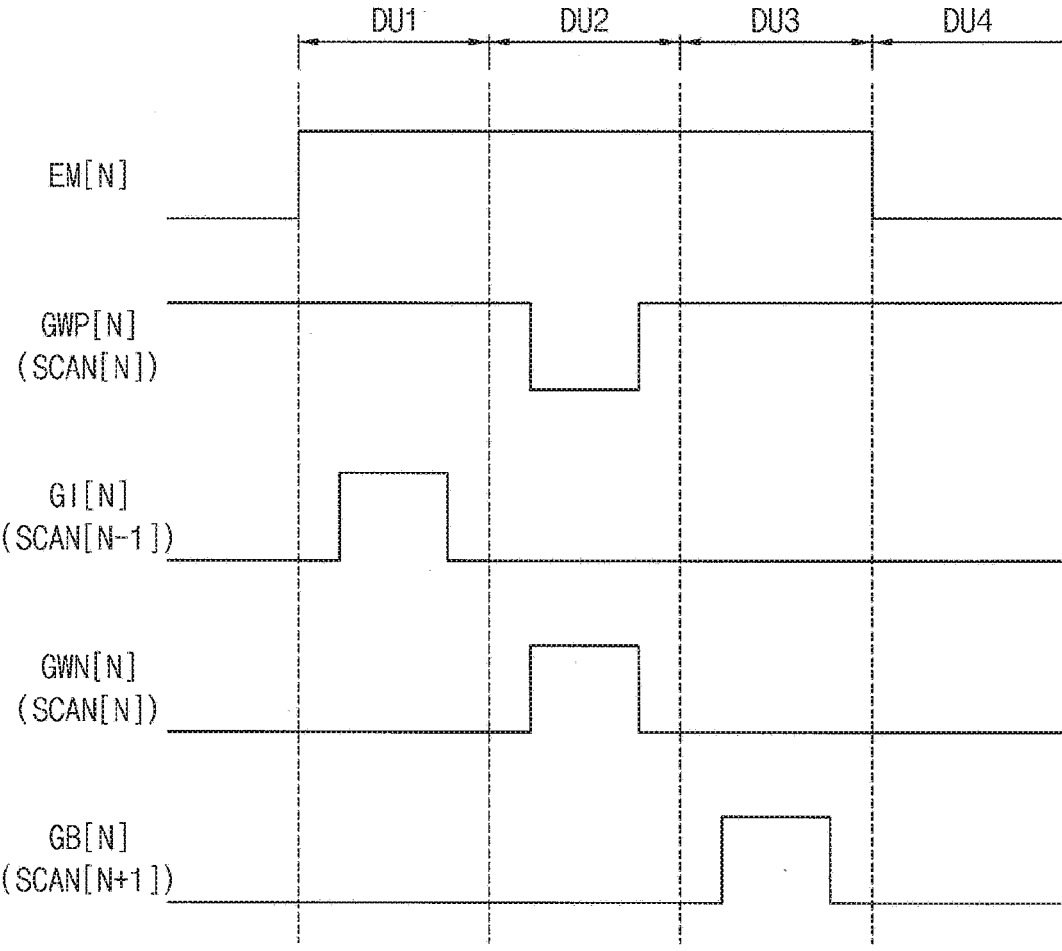 DU1 DU2 DU3 DU4
EM[N]
GWP[N]
(SCAN[N])
GI[N]
(SCAN[N-1])
GWN[N]
(SCAN[N])
GB[N]
(SCAN[N+1])